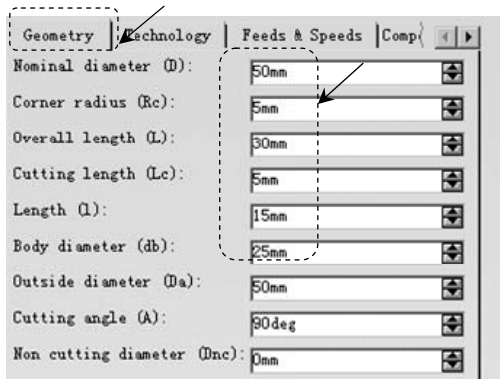 Geometry Technology Feeds & Speeds Comp
Nominal diameter (D): 50mm
Corner radius (Rc): 5mm
Overall length (L): 30mm
Cutting length (Lc): 5mm
Length (l): 15mm
Body diameter (db): 25mm
Outside diameter (Da): 50mm
Cutting angle (A): 90deg
Non cutting diameter (Dnc): 0mm